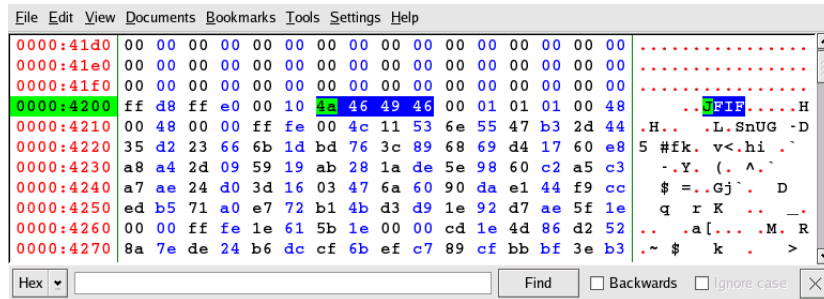 File Edit View Documents Bookmarks Tools Settings Help
0000:41d0 00 00 00 00 00 00 00 00 00 00 00 00 00 00 00 00 ................
0000:41e0 00 00 00 00 00 00 00 00 00 00 00 00 00 00 00 00 ................
0000:41f0 00 00 00 00 00 00 00 00 00 00 00 00 00 00 00 00 ................
0000:4200 ff d8 ff e0 00 10 4a 46 49 46 00 01 01 01 00 48 ..JFIF.....H
0000:4210 00 48 00 00 ff fe 00 4c 11 53 6e 55 47 b3 2d 44 .H.. .L.SnUG -D
0000:4220 35 d2 23 66 6b 1d bd 76 3c 89 68 69 d4 17 60 e8 5 #fk. v<.hi .`
0000:4230 a8 a4 2d 09 59 19 ab 28 1a de 5e 98 60 c2 a5 c3 -.Y. (. ^.`
0000:4240 a7 ae 24 d0 3d 16 03 47 6a 60 90 da e1 44 f9 cc $ =..Gj`. D
0000:4250 ed b5 71 a0 e7 72 b1 4b d3 d9 1e 92 d7 ae 5f 1e q r K .. _.
0000:4260 00 00 ff fe 1e 61 5b 1e 00 00 cd 1e 4d 86 d2 52 .. .a[... .M. R
0000:4270 8a 7e de 24 b6 dc cf 6b ef c7 89 cf bb bf 3e b3 .~ $ k . >
Hex Find Backwards Ignore case